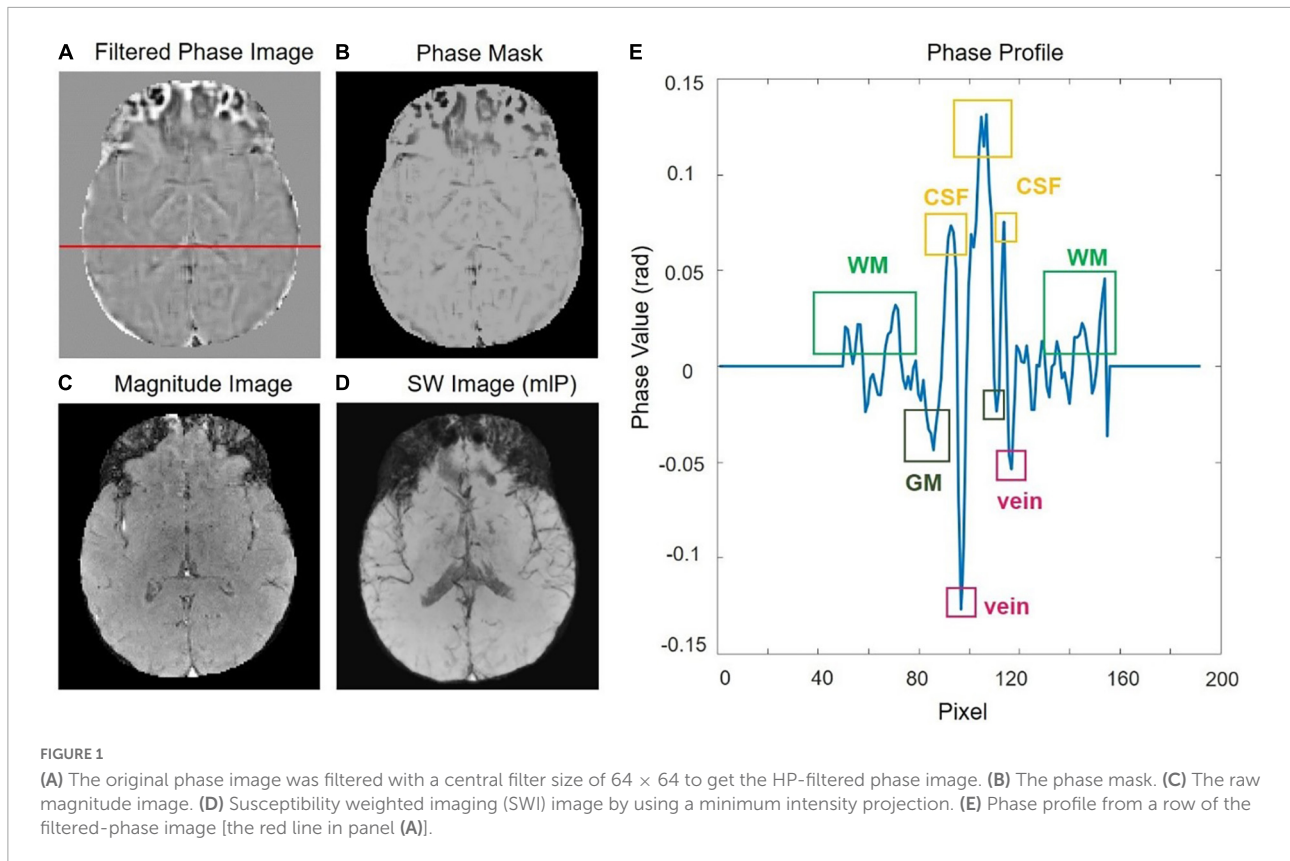 A Filtered Phase Image
B Phase Mask
C Magnitude Image
D SW Image (mIP)
E Phase Profile
0.15
0.1
0.05
0
-0.05
-0.1
-0.15
Phase Value (rad)
WM
CSF
CSF
WM
GM
vein
vein
0 40 80 120 160 200
Pixel
FIGURE 1
(A) The original phase image was filtered with a central filter size of 64 × 64 to get the HP-filtered phase image. (B) The phase mask. (C) The raw
magnitude image. (D) Susceptibility weighted imaging (SWI) image by using a minimum intensity projection. (E) Phase profile from a row of the
filtered-phase image [the red line in panel (A)].